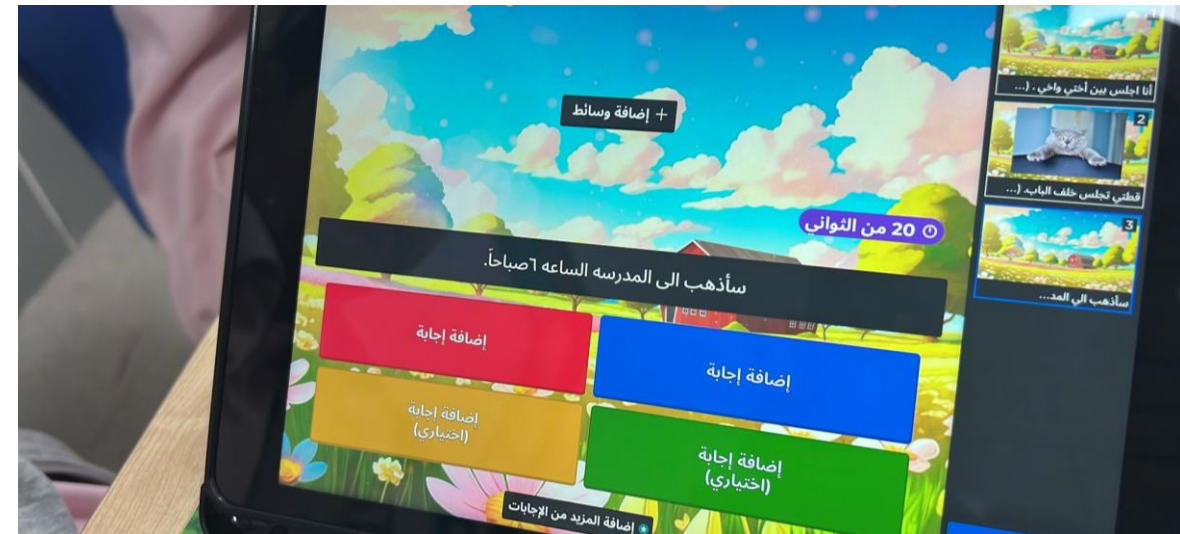 + إضافة وسائط
20 من الثواني
سأذهب الى المدرسه الساعه ٦صباحاً.
إضافة إجابة
إضافة إجابة
إضافة إجابة
(اختياري)
إضافة إجابة
(اختياري)
إضافة المزيد من الإجابات
1
أنا اجلس بين أختي واخي . (...
2
قطتي تجلس خلف الباب. (...
3
سأذهب الي المد...